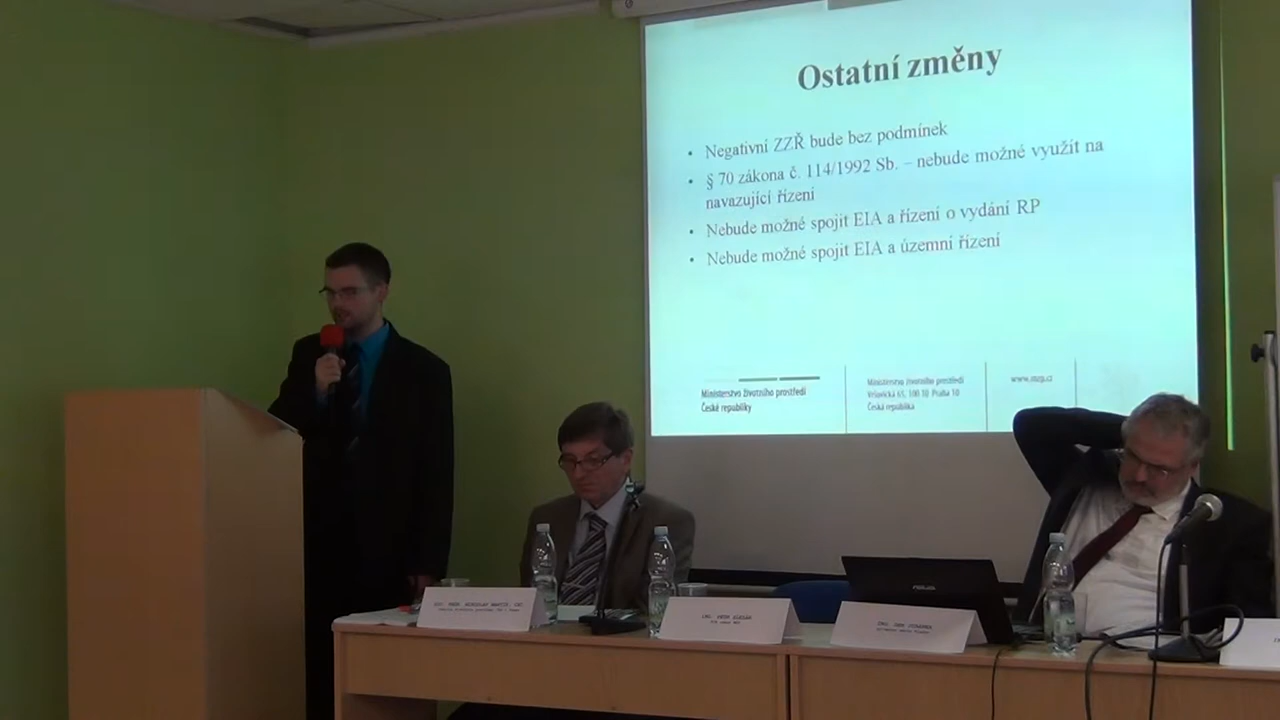 Ostatní změny
• Negativní ZZŘ bude bez podmínek
• § 70 zákona č. 114/1992 Sb. – nebude možné využít na
navazující řízení
• Nebude možné spojit EIA a řízení o vydání RP
• Nebude možné spojit EIA a územní řízení
Ministerstvo životního prostředí
České republiky
Ministerstvo životního prostředí
Vršovická 65, 100 10 Praha 10
Česká republika
www.mzp.cz
ASUS